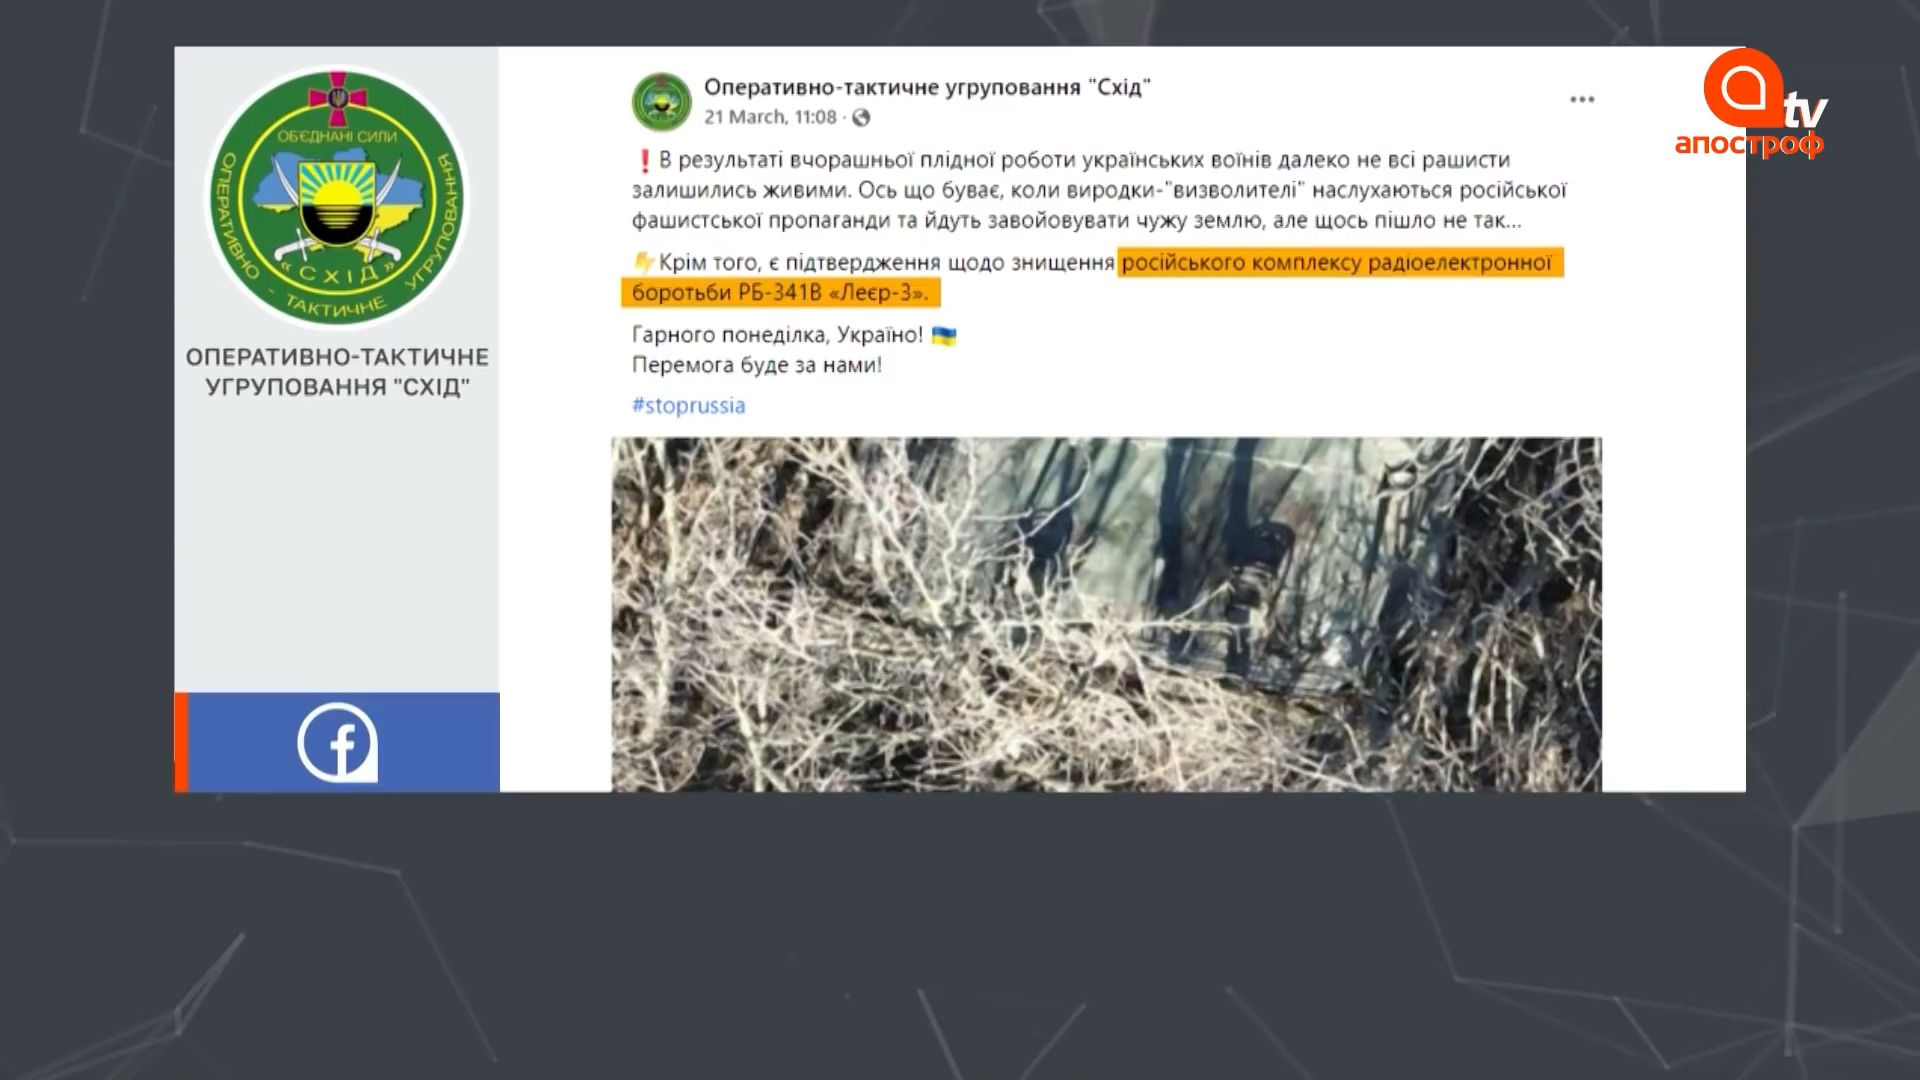 ОБ'ЄДНАНІ СИЛИ
ОПЕРАТИВНО - ТАКТИЧНЕ УГРУПОВАННЯ
«СХІД»
ОПЕРАТИВНО-ТАКТИЧНЕ
УГРУПОВАННЯ "СХІД"
Оперативно-тактичне угруповання "Схід"
21 March, 11:08 ·
❗В результаті вчорашньої плідної роботи українських воїнів далеко не всі рашисти
залишились живими. Ось що буває, коли виродки-"визволителі" наслухаються російської
фашистської пропаганди та йдуть завойовувати чужу землю, але щось пішло не так...
Крім того, є підтвердження щодо знищення російського комплексу радіоелектронної
боротьби РБ-341В «Леєр-3».
Гарного понеділка, Україно! 🇺🇦
Перемога буде за нами!
#stoprussia
tv
апостроф